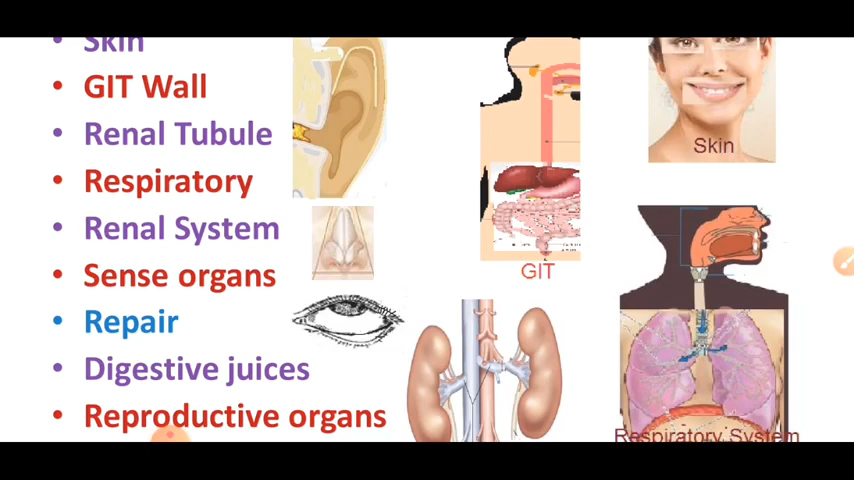 Skin
• GIT Wall
• Renal Tubule
• Respiratory
• Renal System
• Sense organs
• Repair
• Digestive juices
• Reproductive organs
Skin
GIT
Respiratory System